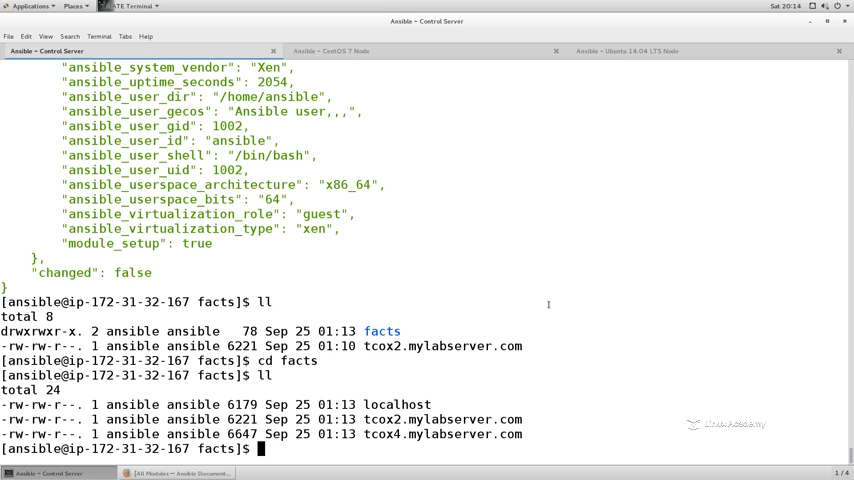 Applications ▾ Places ▾ MATE Terminal ▾ Sat 20:14
Ansible – Control Server
File Edit View Search Terminal Tabs Help
Ansible – Control Server × Ansible – CentOS 7 Node × Ansible – Ubuntu 14.04 LTS Node ×
"ansible_system_vendor": "Xen",
"ansible_uptime_seconds": 2054,
"ansible_user_dir": "/home/ansible",
"ansible_user_gecos": "Ansible user,,,",
"ansible_user_gid": 1002,
"ansible_user_id": "ansible",
"ansible_user_shell": "/bin/bash",
"ansible_user_uid": 1002,
"ansible_userspace_architecture": "x86_64",
"ansible_userspace_bits": "64",
"ansible_virtualization_role": "guest",
"ansible_virtualization_type": "xen",
"module_setup": true
},
"changed": false
}
[ansible@ip-172-31-32-167 facts]$ ll
total 8
drwxrwxr-x. 2 ansible ansible   78 Sep 25 01:13 facts
-rw-rw-r--. 1 ansible ansible 6221 Sep 25 01:10 tcox2.mylabserver.com
[ansible@ip-172-31-32-167 facts]$ cd facts
[ansible@ip-172-31-32-167 facts]$ ll
total 24
-rw-rw-r--. 1 ansible ansible 6179 Sep 25 01:13 localhost
-rw-rw-r--. 1 ansible ansible 6221 Sep 25 01:13 tcox2.mylabserver.com
-rw-rw-r--. 1 ansible ansible 6647 Sep 25 01:13 tcox4.mylabserver.com
[ansible@ip-172-31-32-167 facts]$
Linux Academy
Ansible – Control Server [All Modules — Ansible Document... 1 / 4